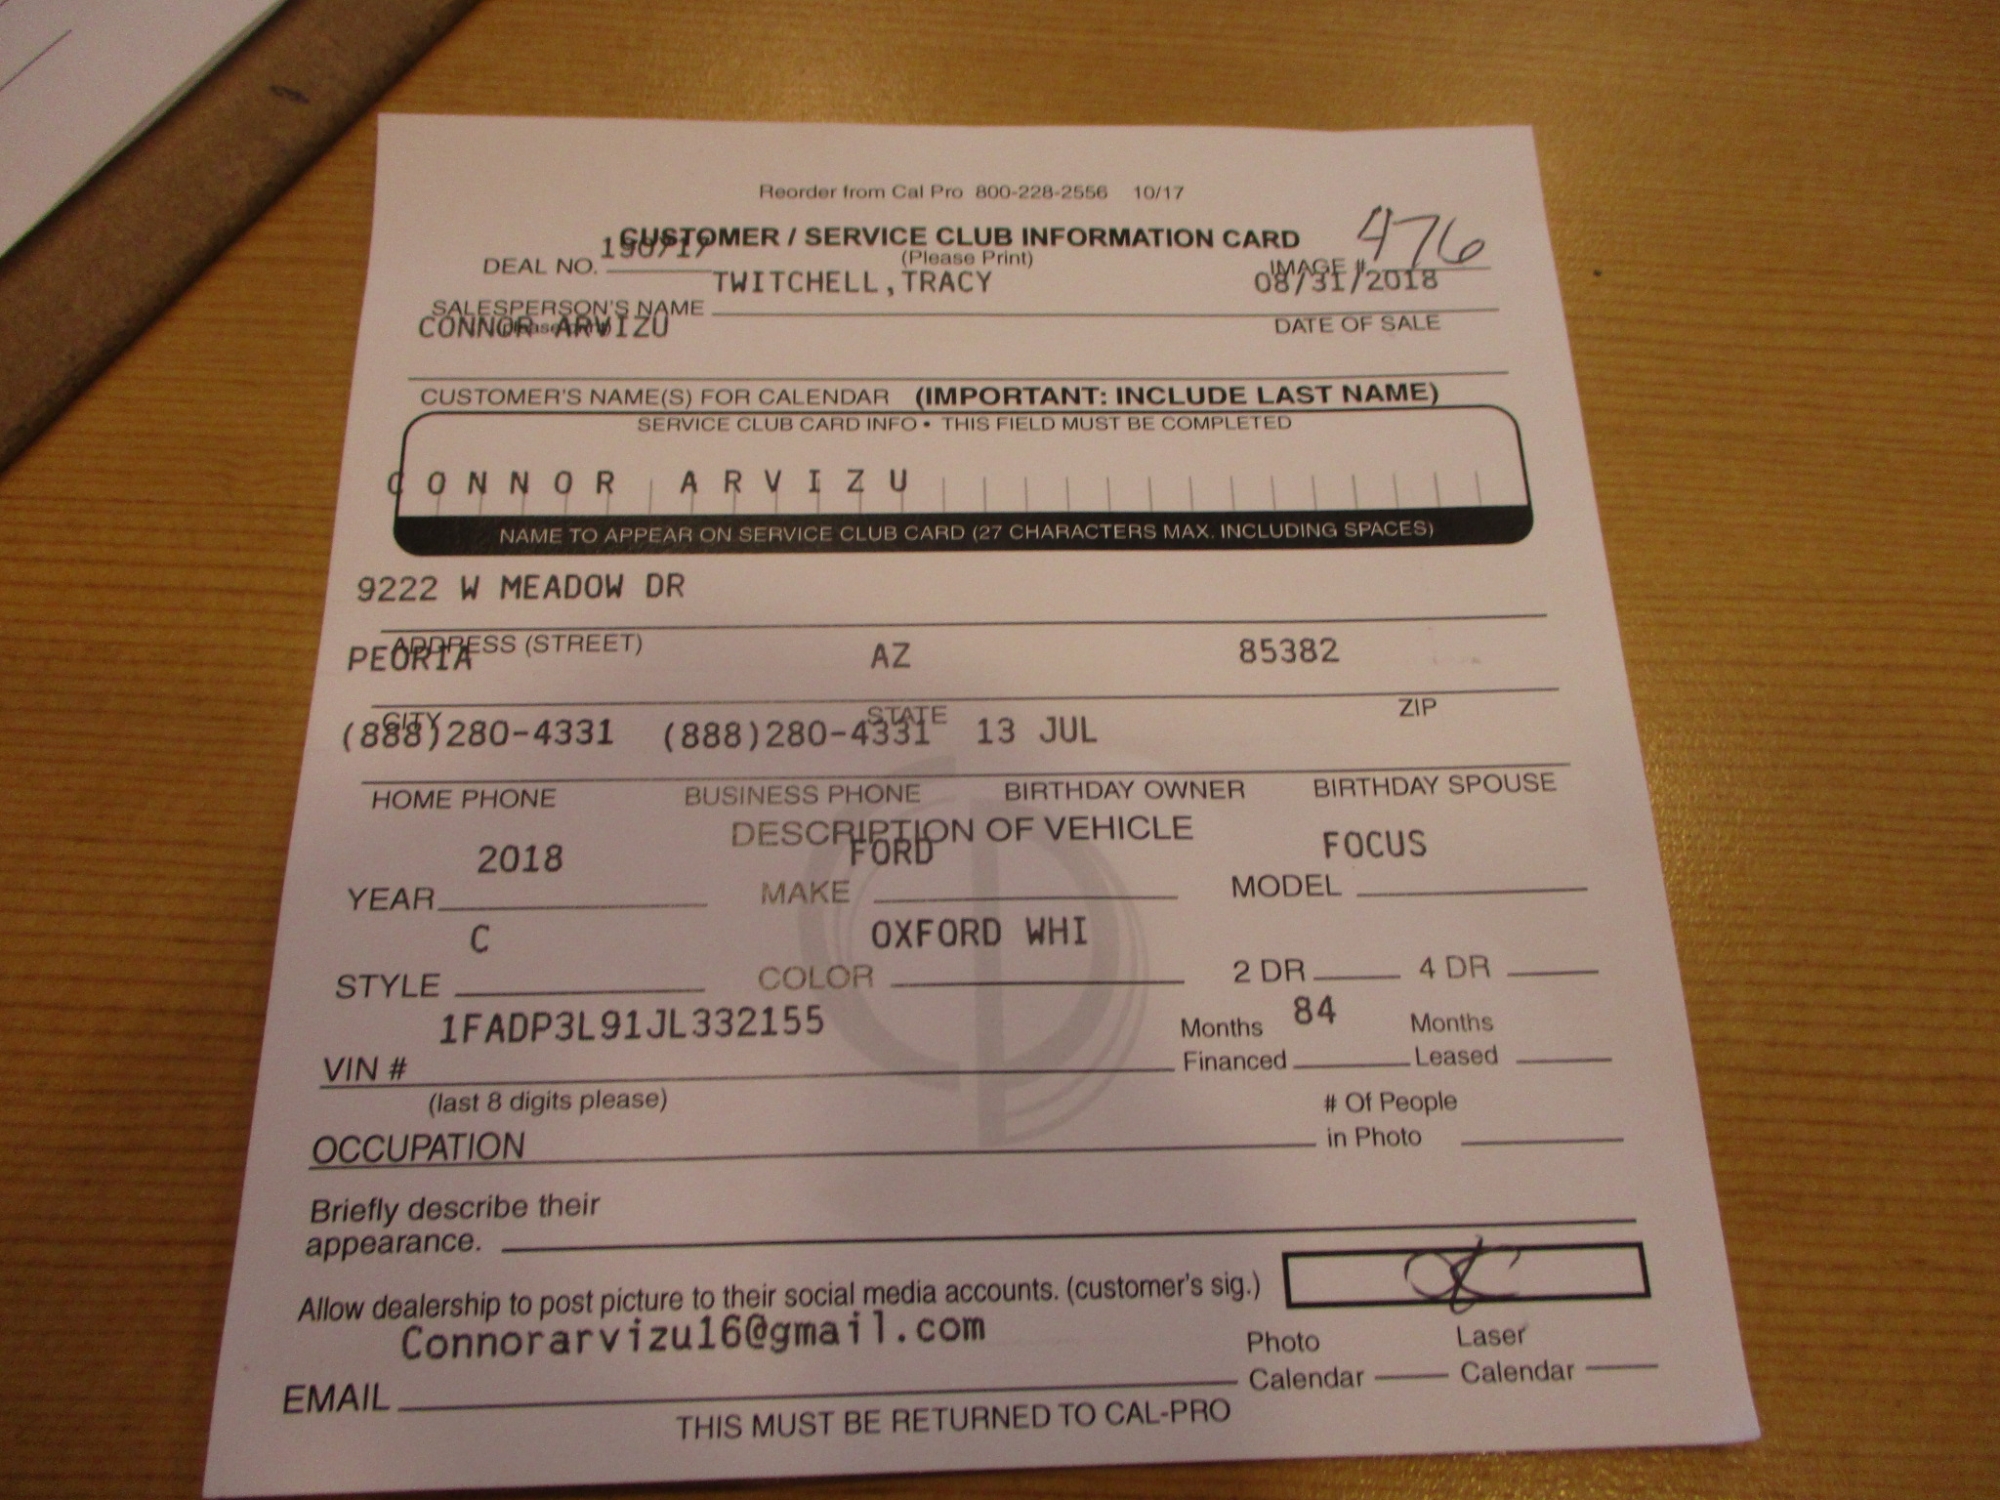 Reorder from Cal Pro 800-228-2556 10/17
CUSTOMER / SERVICE CLUB INFORMATION CARD
(Please Print)
DEAL NO. IMAGE # 476
TWITCHELL,TRACY 08/31/2018
SALESPERSON'S NAME
(please print) DATE OF SALE
CONNOR ARVIZU
CUSTOMER'S NAME(S) FOR CALENDAR (IMPORTANT: INCLUDE LAST NAME)
SERVICE CLUB CARD INFO • THIS FIELD MUST BE COMPLETED
CONNOR ARVIZU
NAME TO APPEAR ON SERVICE CLUB CARD (27 CHARACTERS MAX. INCLUDING SPACES)
9222 W MEADOW DR
ADDRESS (STREET)
PEORIA AZ 85382
CITY STATE ZIP
(888)280-4331 (888)280-4331 13 JUL
HOME PHONE BUSINESS PHONE BIRTHDAY OWNER BIRTHDAY SPOUSE
DESCRIPTION OF VEHICLE
2018 FORD FOCUS
YEAR MAKE MODEL
C OXFORD WHI
STYLE COLOR 2 DR 4 DR
1FADP3L91JL332155 Months 84 Months
VIN # Financed Leased
(last 8 digits please) # Of People
OCCUPATION in Photo
Briefly describe their
appearance.
Allow dealership to post picture to their social media accounts. (customer's sig.)
Connorarvizu16@gmail.com Photo Laser
EMAIL Calendar Calendar
THIS MUST BE RETURNED TO CAL-PRO